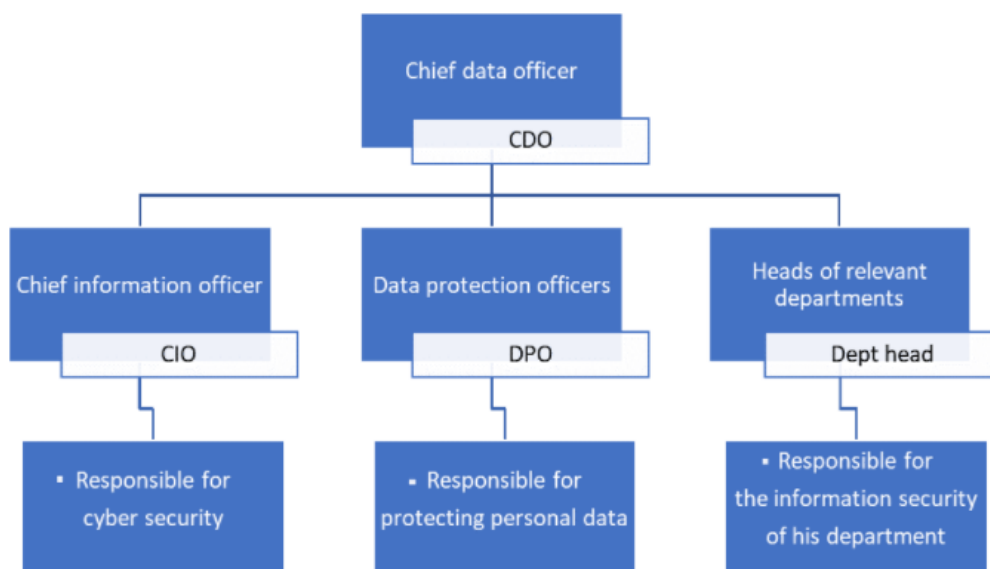 Chief data officer
CDO
Chief information officer
CIO
Data protection officers
DPO
Heads of relevant
departments
Dept head
▪ Responsible for
cyber security
▪ Responsible for
protecting personal data
▪ Responsible for
the information security
of his department